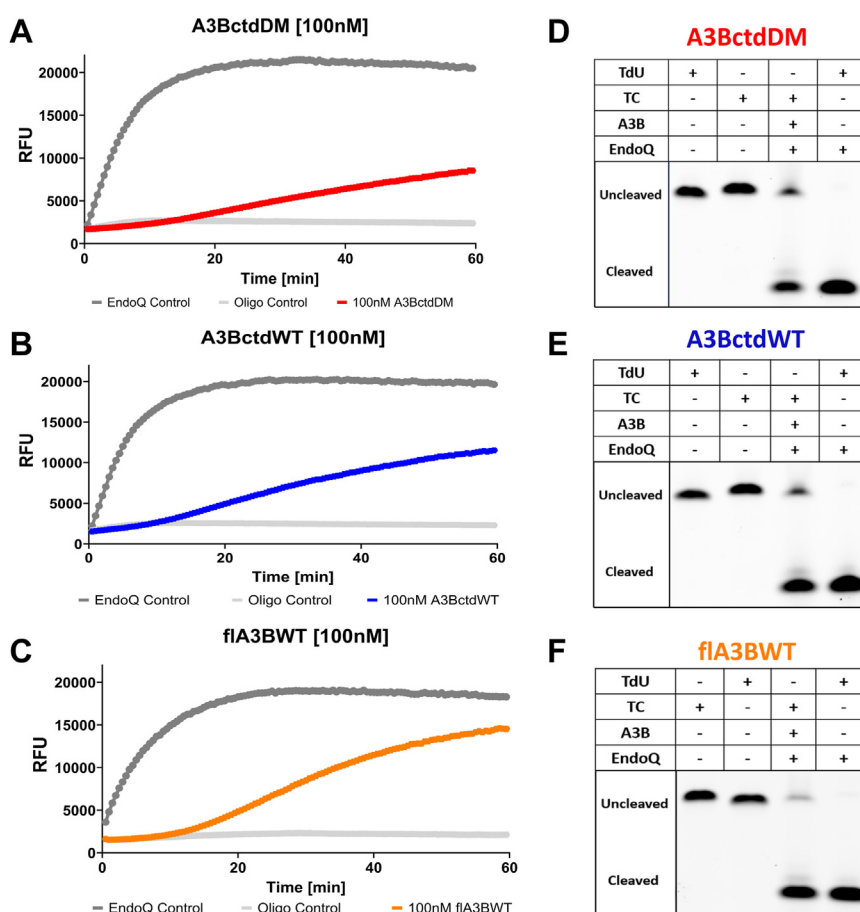 A
A3BctdDM [100nM]
RFU
20000
15000
10000
5000
0
0 20 40 60
Time [min]
EndoQ Control Oligo Control 100nM A3BctdDM
B
A3BctdWT [100nM]
RFU
20000
15000
10000
5000
0
0 20 40 60
Time [min]
EndoQ Control Oligo Control 100nM A3BctdWT
C
flA3BWT [100nM]
RFU
20000
15000
10000
5000
0
0 20 40 60
Time [min]
EndoQ Control Oligo Control 100nM flA3BWT
D
A3BctdDM
TdU + - - +
TC - + + -
A3B - - + -
EndoQ - - + +
Uncleaved
Cleaved
E
A3BctdWT
TdU + - - +
TC - + + -
A3B - - + -
EndoQ - - + +
Uncleaved
Cleaved
F
flA3BWT
TdU - + - +
TC + - + -
A3B - - + -
EndoQ - - + +
Uncleaved
Cleaved